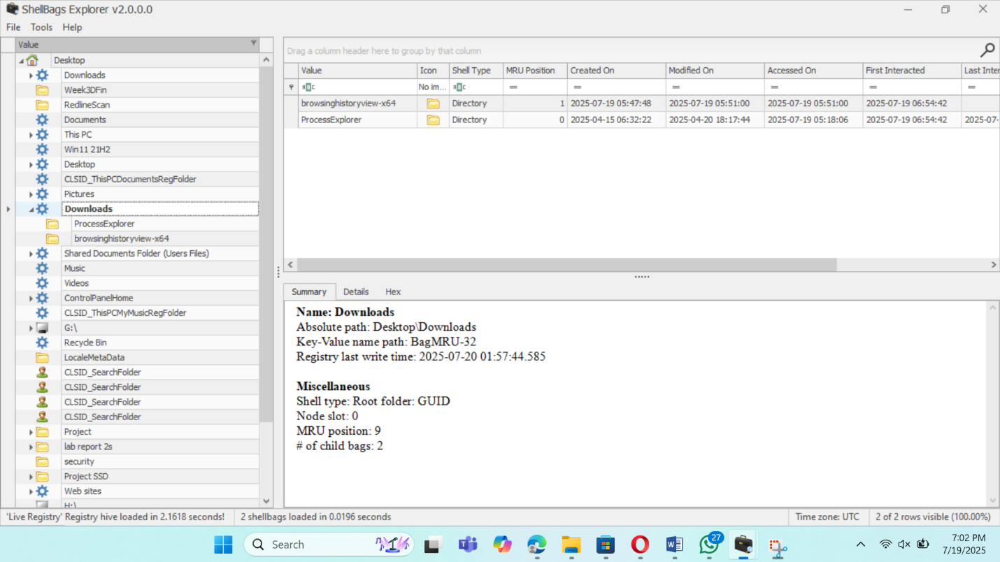 ShellBags Explorer v2.0.0.0
File Tools Help
Value
Desktop
Downloads
Week3DFin
RedlineScan
Documents
This PC
Win11 21H2
Desktop
CLSID_ThisPCDocumentsRegFolder
Pictures
Downloads
ProcessExplorer
browsinghistoryview-x64
Shared Documents Folder (Users Files)
Music
Videos
ControlPanelHome
CLSID_ThisPCMyMusicRegFolder
G:\
Recycle Bin
LocaleMetaData
CLSID_SearchFolder
CLSID_SearchFolder
CLSID_SearchFolder
CLSID_SearchFolder
Project
lab report 2s
security
Project SSD
Web sites
H:\
Drag a column header here to group by that column
Value Icon Shell Type MRU Position Created On Modified On Accessed On First Interacted Last Inter
No im... = = = = = =
browsinghistoryview-x64 Directory 1 2025-07-19 05:47:48 2025-07-19 05:51:00 2025-07-19 05:51:00 2025-07-19 06:54:42
ProcessExplorer Directory 0 2025-04-15 06:32:22 2025-04-20 18:17:44 2025-07-19 05:18:06 2025-07-19 06:54:42 2025-07-
Summary Details Hex
Name: Downloads
Absolute path: Desktop\Downloads
Key-Value name path: BagMRU-32
Registry last write time: 2025-07-20 01:57:44.585
Miscellaneous
Shell type: Root folder: GUID
Node slot: 0
MRU position: 9
# of child bags: 2
'Live Registry' Registry hive loaded in 2.1618 seconds! 2 shellbags loaded in 0.0196 seconds Time zone: UTC 2 of 2 rows visible (100.00%)
Search 27 7:02 PM
7/19/2025